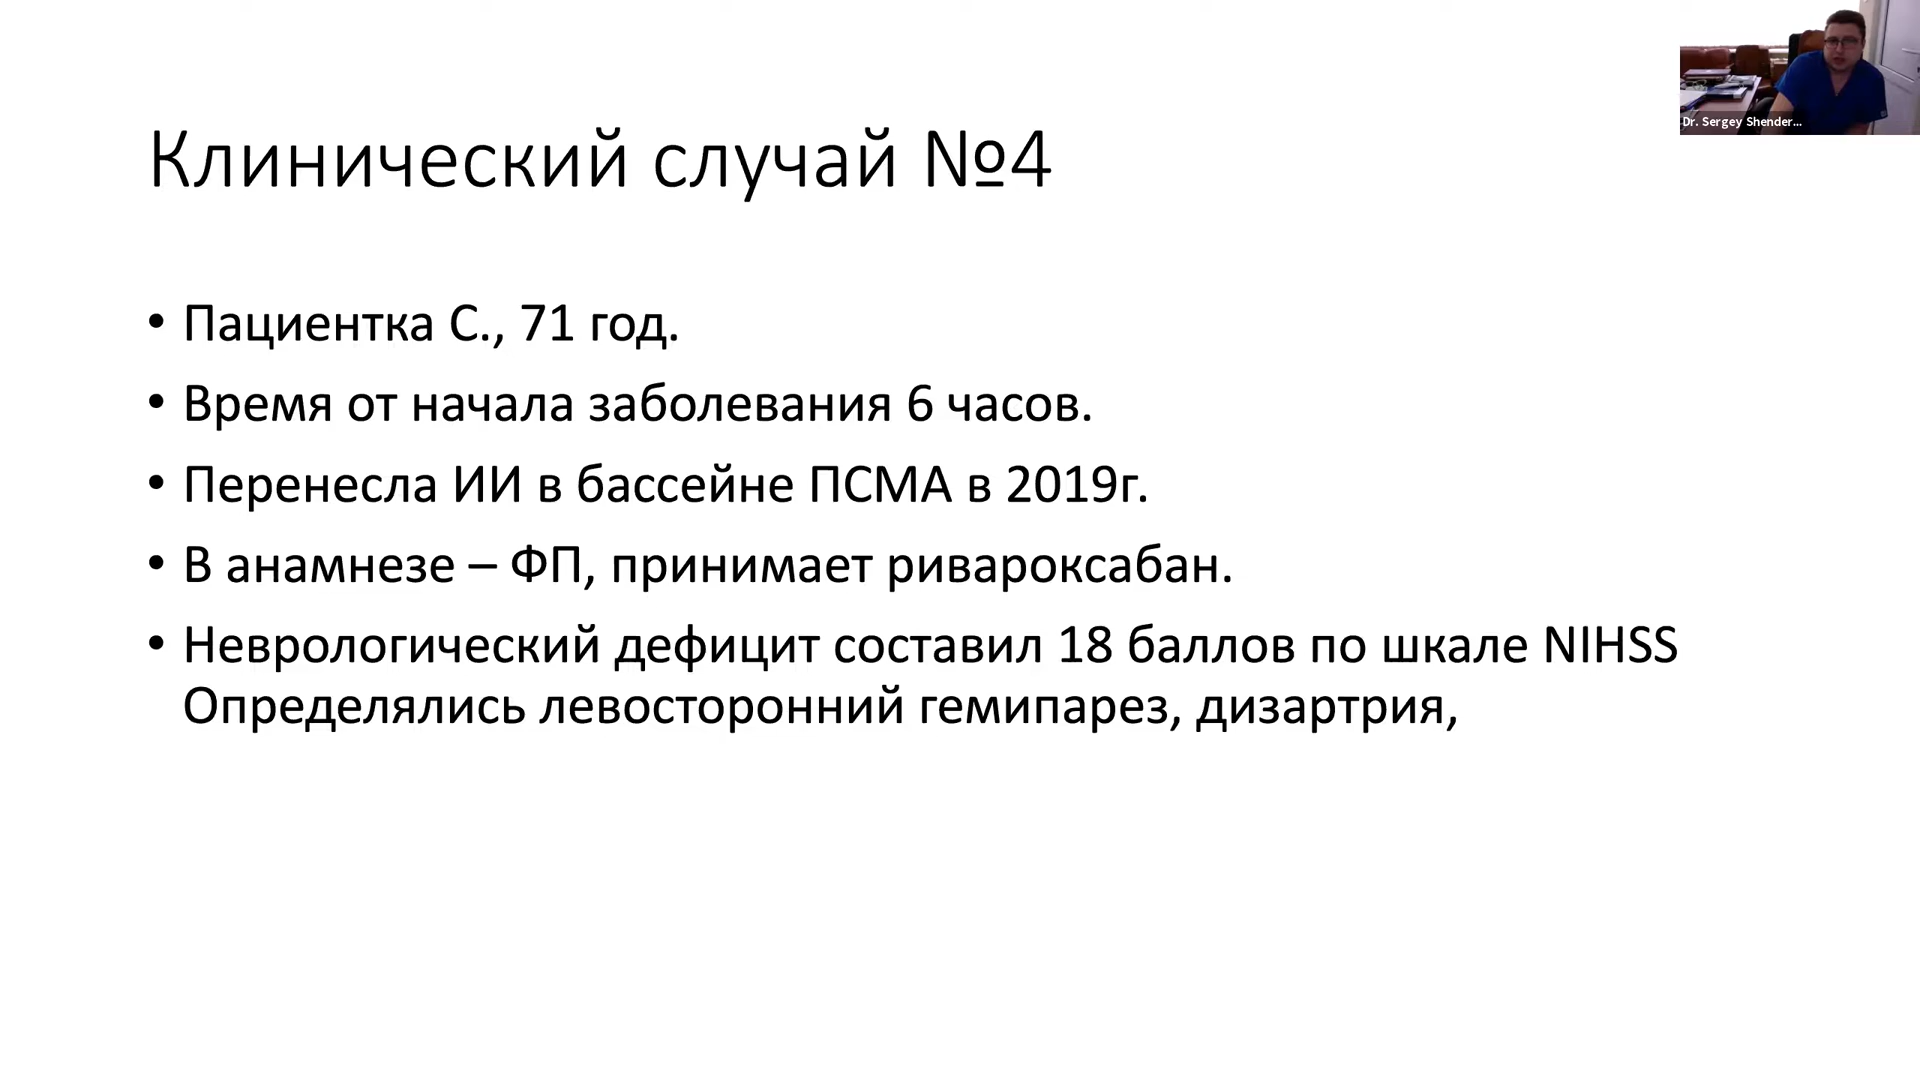 Dr. Sergey Shender...
Клинический случай №4
• Пациентка С., 71 год.
• Время от начала заболевания 6 часов.
• Перенесла ИИ в бассейне ПСМА в 2019г.
• В анамнезе – ФП, принимает ривароксабан.
• Неврологический дефицит составил 18 баллов по шкале NIHSS
Определялись левосторонний гемипарез, дизартрия,